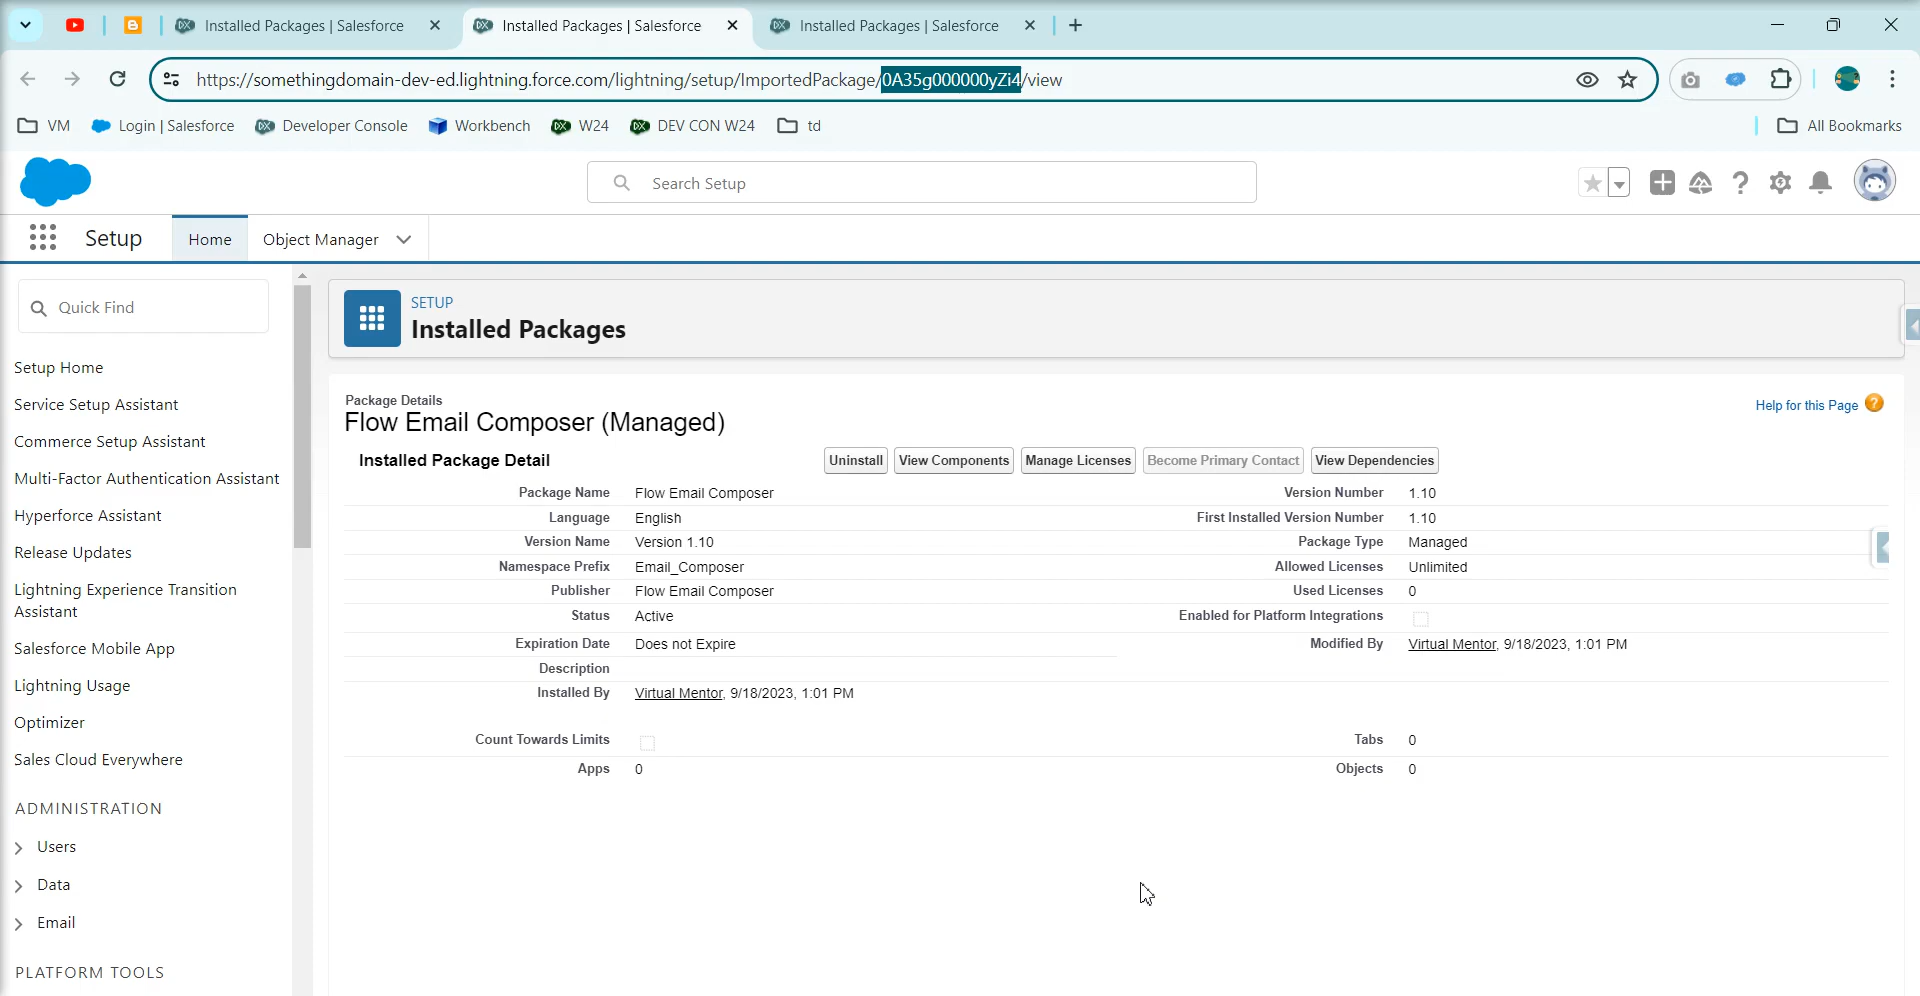 Installed Packages | Salesforce
Installed Packages | Salesforce
Installed Packages | Salesforce
https://somethingdomain-dev-ed.lightning.force.com/lightning/setup/ImportedPackage/0A35g000000yZi4/view
VM
Login | Salesforce
Developer Console
Workbench
W24
DEV CON W24
td
All Bookmarks
Search Setup
Setup
Home
Object Manager
Quick Find
Setup Home
Service Setup Assistant
Commerce Setup Assistant
Multi-Factor Authentication Assistant
Hyperforce Assistant
Release Updates
Lightning Experience Transition
Assistant
Salesforce Mobile App
Lightning Usage
Optimizer
Sales Cloud Everywhere
ADMINISTRATION
Users
Data
Email
PLATFORM TOOLS
SETUP
Installed Packages
Package Details
Flow Email Composer (Managed)
Help for this Page ?
Installed Package Detail
Uninstall View Components Manage Licenses Become Primary Contact View Dependencies
Package Name Flow Email Composer Version Number 1.10
Language English First Installed Version Number 1.10
Version Name Version 1.10 Package Type Managed
Namespace Prefix Email_Composer Allowed Licenses Unlimited
Publisher Flow Email Composer Used Licenses 0
Status Active Enabled for Platform Integrations
Expiration Date Does not Expire Modified By Virtual Mentor, 9/18/2023, 1:01 PM
Description
Installed By Virtual Mentor, 9/18/2023, 1:01 PM
Count Towards Limits Tabs 0
Apps 0 Objects 0